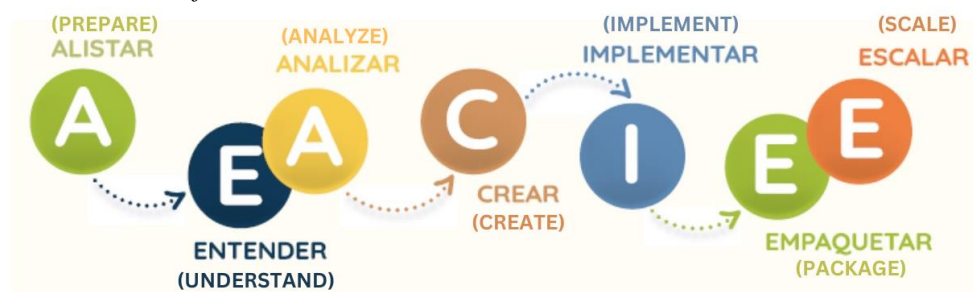 (PREPARE)
ALISTAR
A
E
ENTENDER
(UNDERSTAND)
(ANALYZE)
ANALIZAR
A
C
CREAR
(CREATE)
(IMPLEMENT)
IMPLEMENTAR
I
E
EMPAQUETAR
(PACKAGE)
(SCALE)
ESCALAR
E